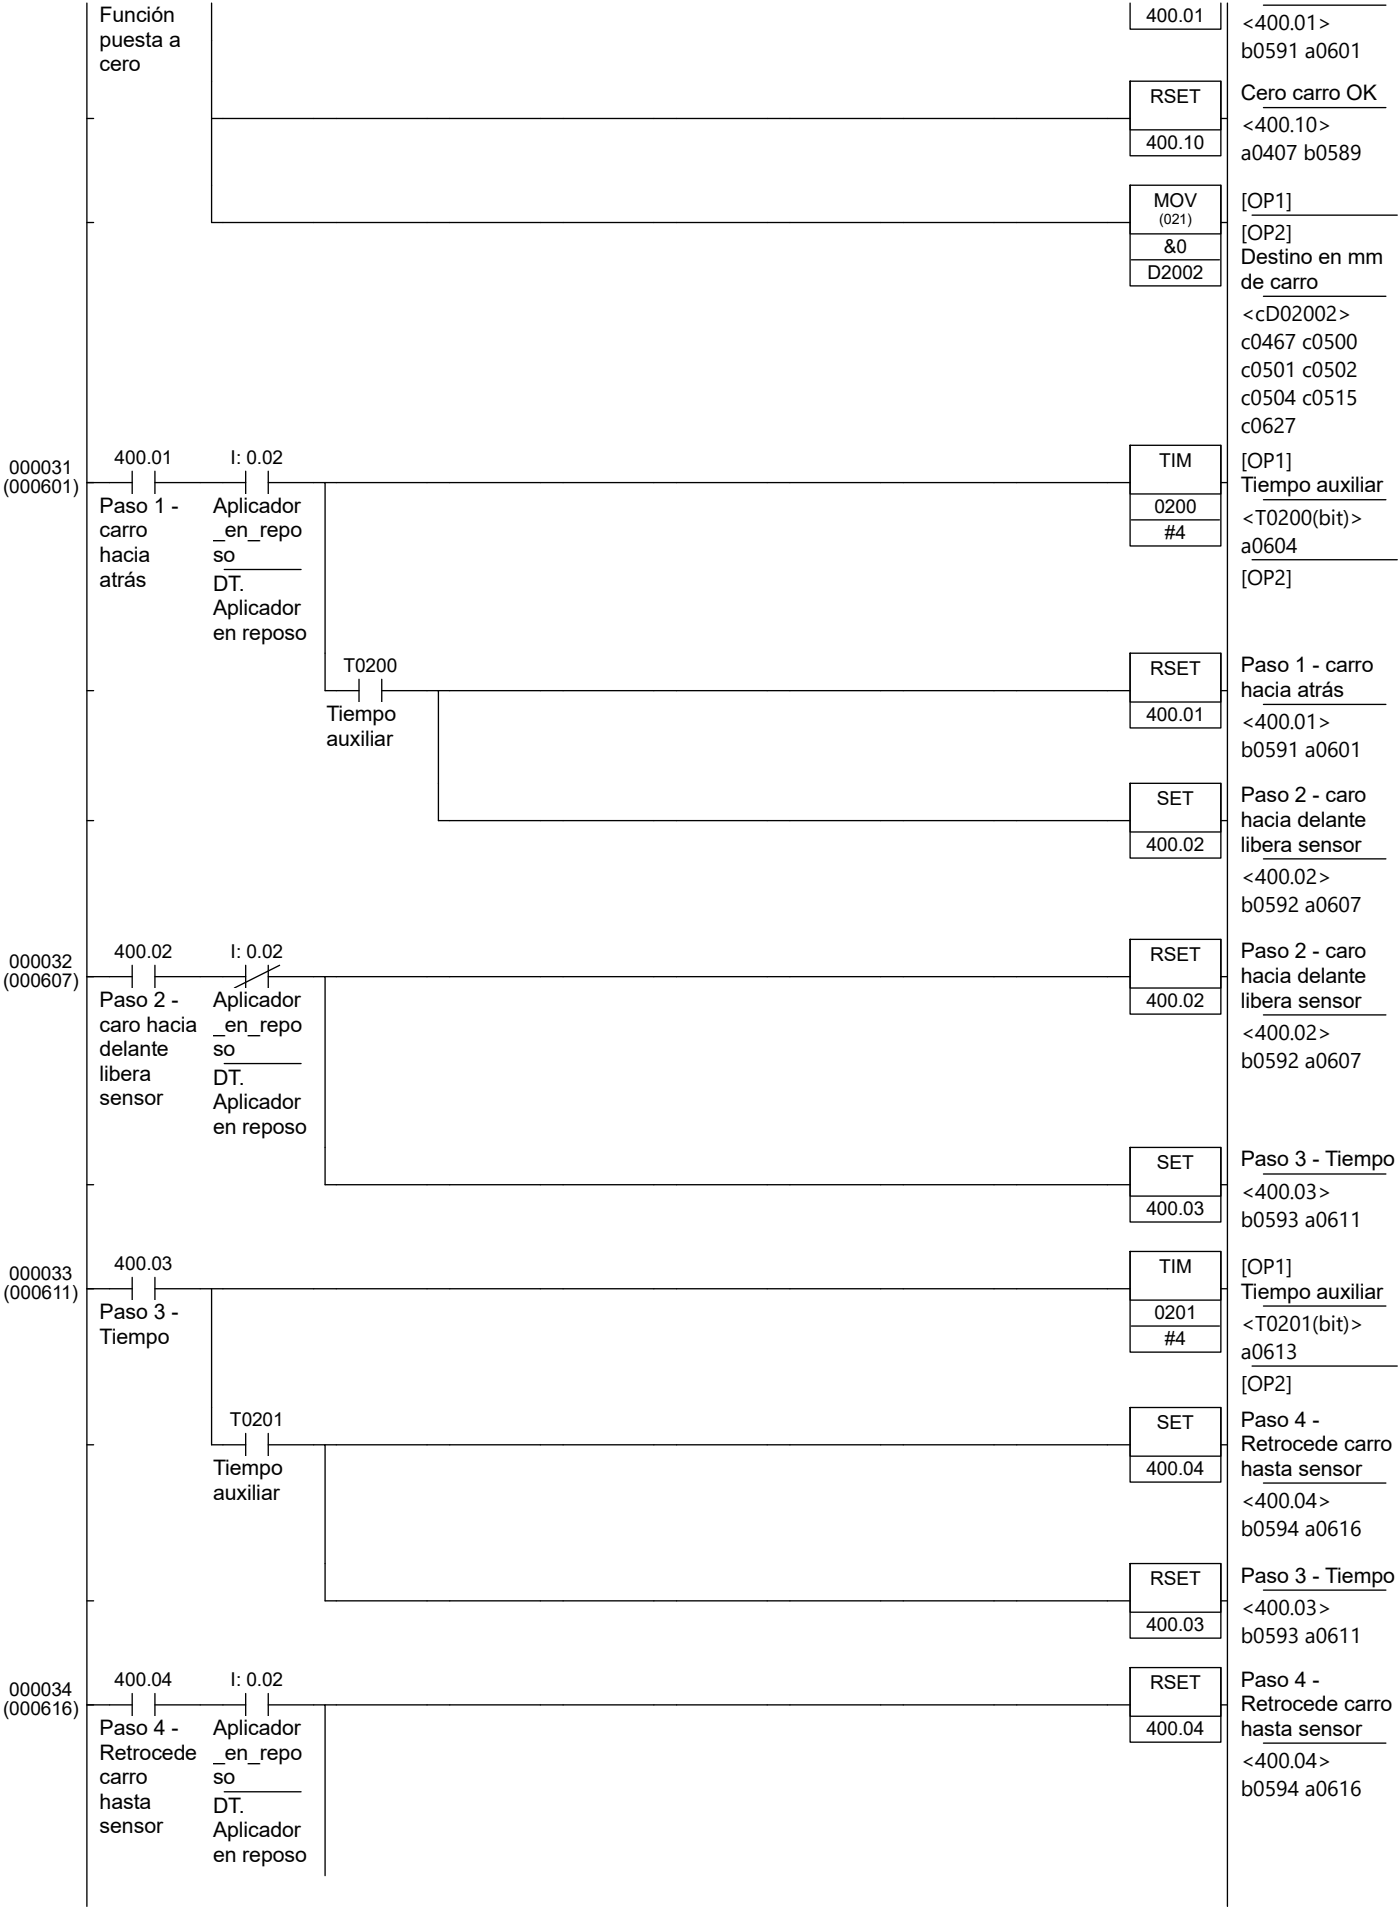 Función
puesta a
cero
400.01
<400.01>
b0591 a0601
RSET
400.10
Cero carro OK
<400.10>
a0407 b0589
MOV
(021)
&0
D2002
[OP1]
[OP2]
Destino en mm
de carro
<cD02002>
c0467 c0500
c0501 c0502
c0504 c0515
c0627
000031
(000601)
400.01
Paso 1 -
carro
hacia
atrás
I: 0.02
Aplicador
_en_repo
so
DT.
Aplicador
en reposo
TIM
0200
#4
[OP1]
Tiempo auxiliar
<T0200(bit)>
a0604
[OP2]
T0200
Tiempo
auxiliar
RSET
400.01
Paso 1 - carro
hacia atrás
<400.01>
b0591 a0601
SET
400.02
Paso 2 - caro
hacia delante
libera sensor
<400.02>
b0592 a0607
000032
(000607)
400.02
Paso 2 -
caro hacia
delante
libera
sensor
I: 0.02
Aplicador
_en_repo
so
DT.
Aplicador
en reposo
RSET
400.02
Paso 2 - caro
hacia delante
libera sensor
<400.02>
b0592 a0607
SET
400.03
Paso 3 - Tiempo
<400.03>
b0593 a0611
000033
(000611)
400.03
Paso 3 -
Tiempo
TIM
0201
#4
[OP1]
Tiempo auxiliar
<T0201(bit)>
a0613
[OP2]
T0201
Tiempo
auxiliar
SET
400.04
Paso 4 -
Retrocede carro
hasta sensor
<400.04>
b0594 a0616
RSET
400.03
Paso 3 - Tiempo
<400.03>
b0593 a0611
000034
(000616)
400.04
Paso 4 -
Retrocede
carro
hasta
sensor
I: 0.02
Aplicador
_en_repo
so
DT.
Aplicador
en reposo
RSET
400.04
Paso 4 -
Retrocede carro
hasta sensor
<400.04>
b0594 a0616